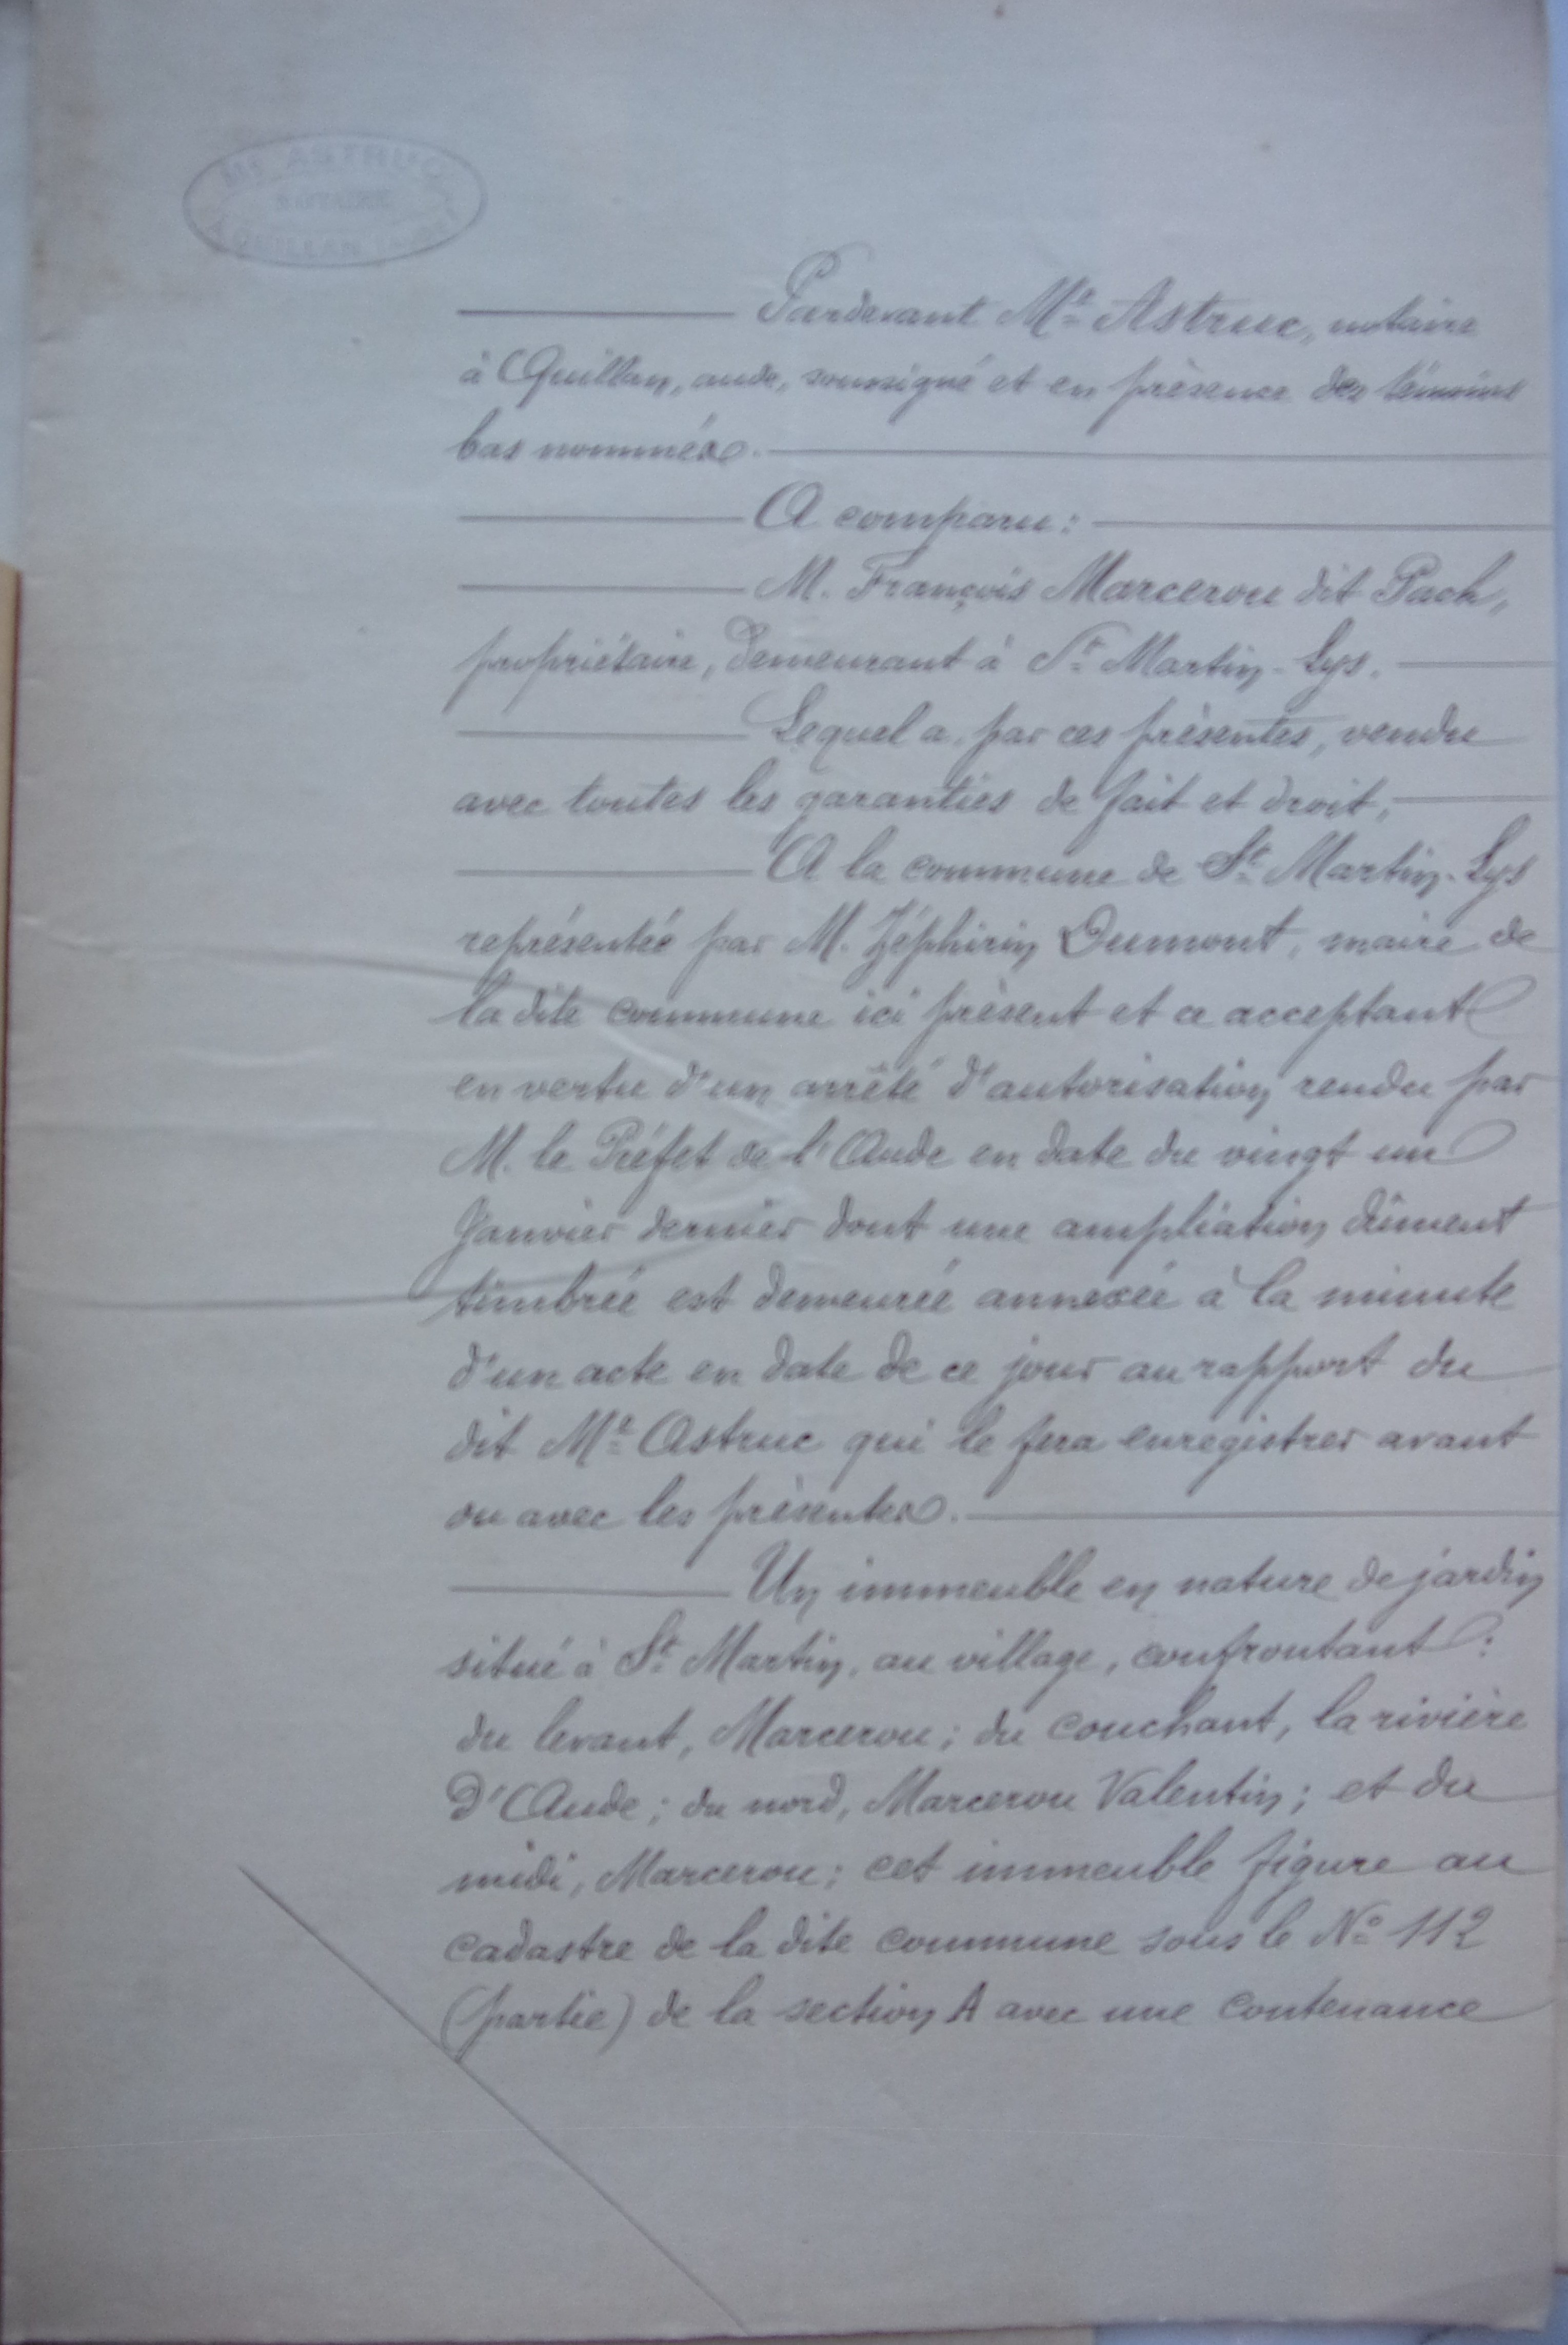 Me ASTRUC
NOTAIRE
A QUILLAN (AUDE)
Pardevant Me Astruc, notaire
à Quillan, aude, soussigné et en présence des témoins
bas nommés.
A comparu:
M. François Marcerou dit Pach,
propriétaire, demeurant à St Martin-Lys.
Lequel a, par ces présentes, vendu
avec toutes les garanties de fait et droit,
A la commune de St Martin-Lys
représentée par M. Zéphirin Dumont, maire de
la dite commune ici présent et ce acceptant
en vertu d'un arrêté d'autorisation rendu par
M. le Préfet de l'Aude en date du vingt un
Janvier dernier dont une ampliation dûment
timbrée est demeurée annexée à la minute
d'un acte en date de ce jour au rapport du
dit Me Astruc qui le fera enregistrer avant
ou avec les présentes.
Un immeuble en nature de jardin
situé à St Martin, au village, confrontant:
du levant, Marcerou; du couchant, la rivière
D'Aude; du nord, Marcerou Valentin; et du
midi, Marcerou; cet immeuble figure au
cadastre de la dite commune sous le No 112
(partie) de la section A avec une contenance